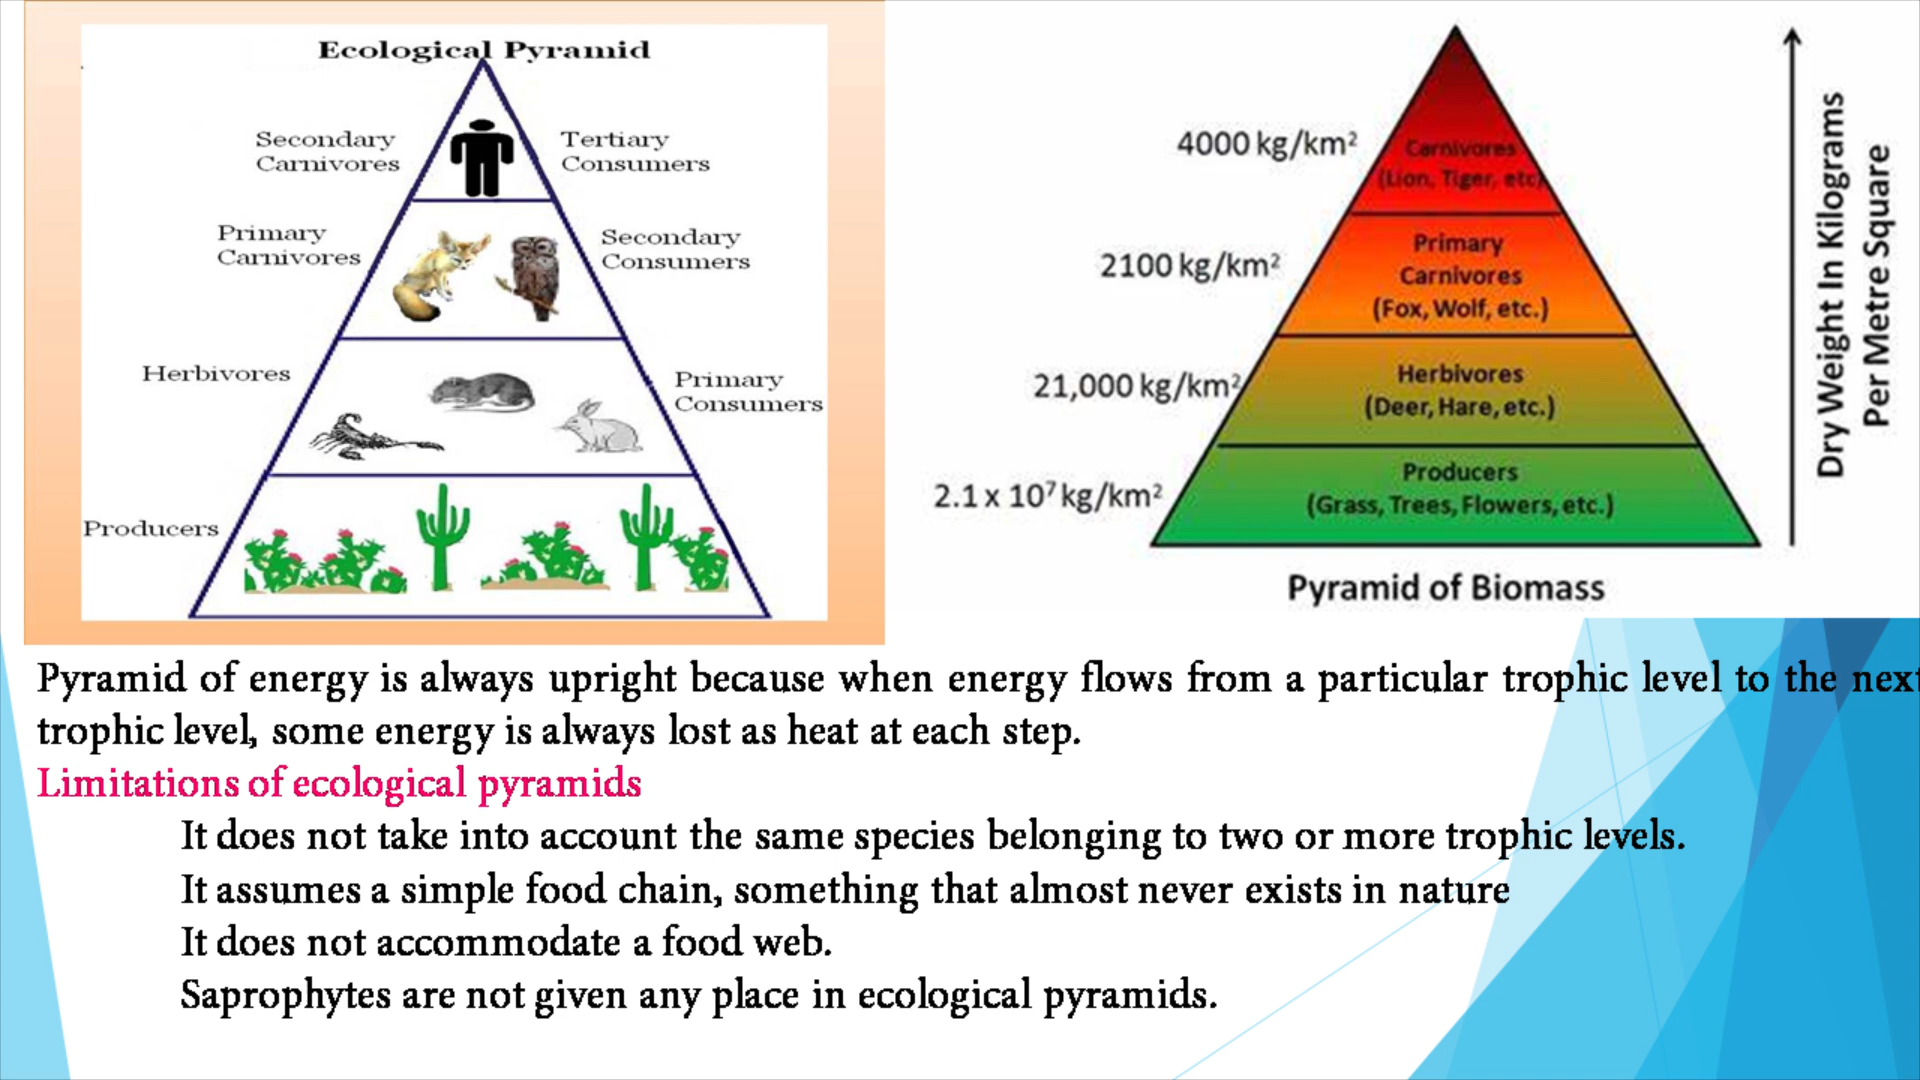 Ecological Pyramid
Secondary
Carnivores
Tertiary
Consumers
Primary
Carnivores
Secondary
Consumers
Herbivores
Primary
Consumers
Producers
4000 kg/km²
Carnivores
(Lion, Tiger, etc)
2100 kg/km²
Primary
Carnivores
(Fox, Wolf, etc.)
21,000 kg/km²
Herbivores
(Deer, Hare, etc.)
2.1 x 10⁷ kg/km²
Producers
(Grass, Trees, Flowers, etc.)
Dry Weight In Kilograms
Per Metre Square
Pyramid of Biomass
Pyramid of energy is always upright because when energy flows from a particular trophic level to the next
trophic level, some energy is always lost as heat at each step.
Limitations of ecological pyramids
It does not take into account the same species belonging to two or more trophic levels.
It assumes a simple food chain, something that almost never exists in nature
It does not accommodate a food web.
Saprophytes are not given any place in ecological pyramids.